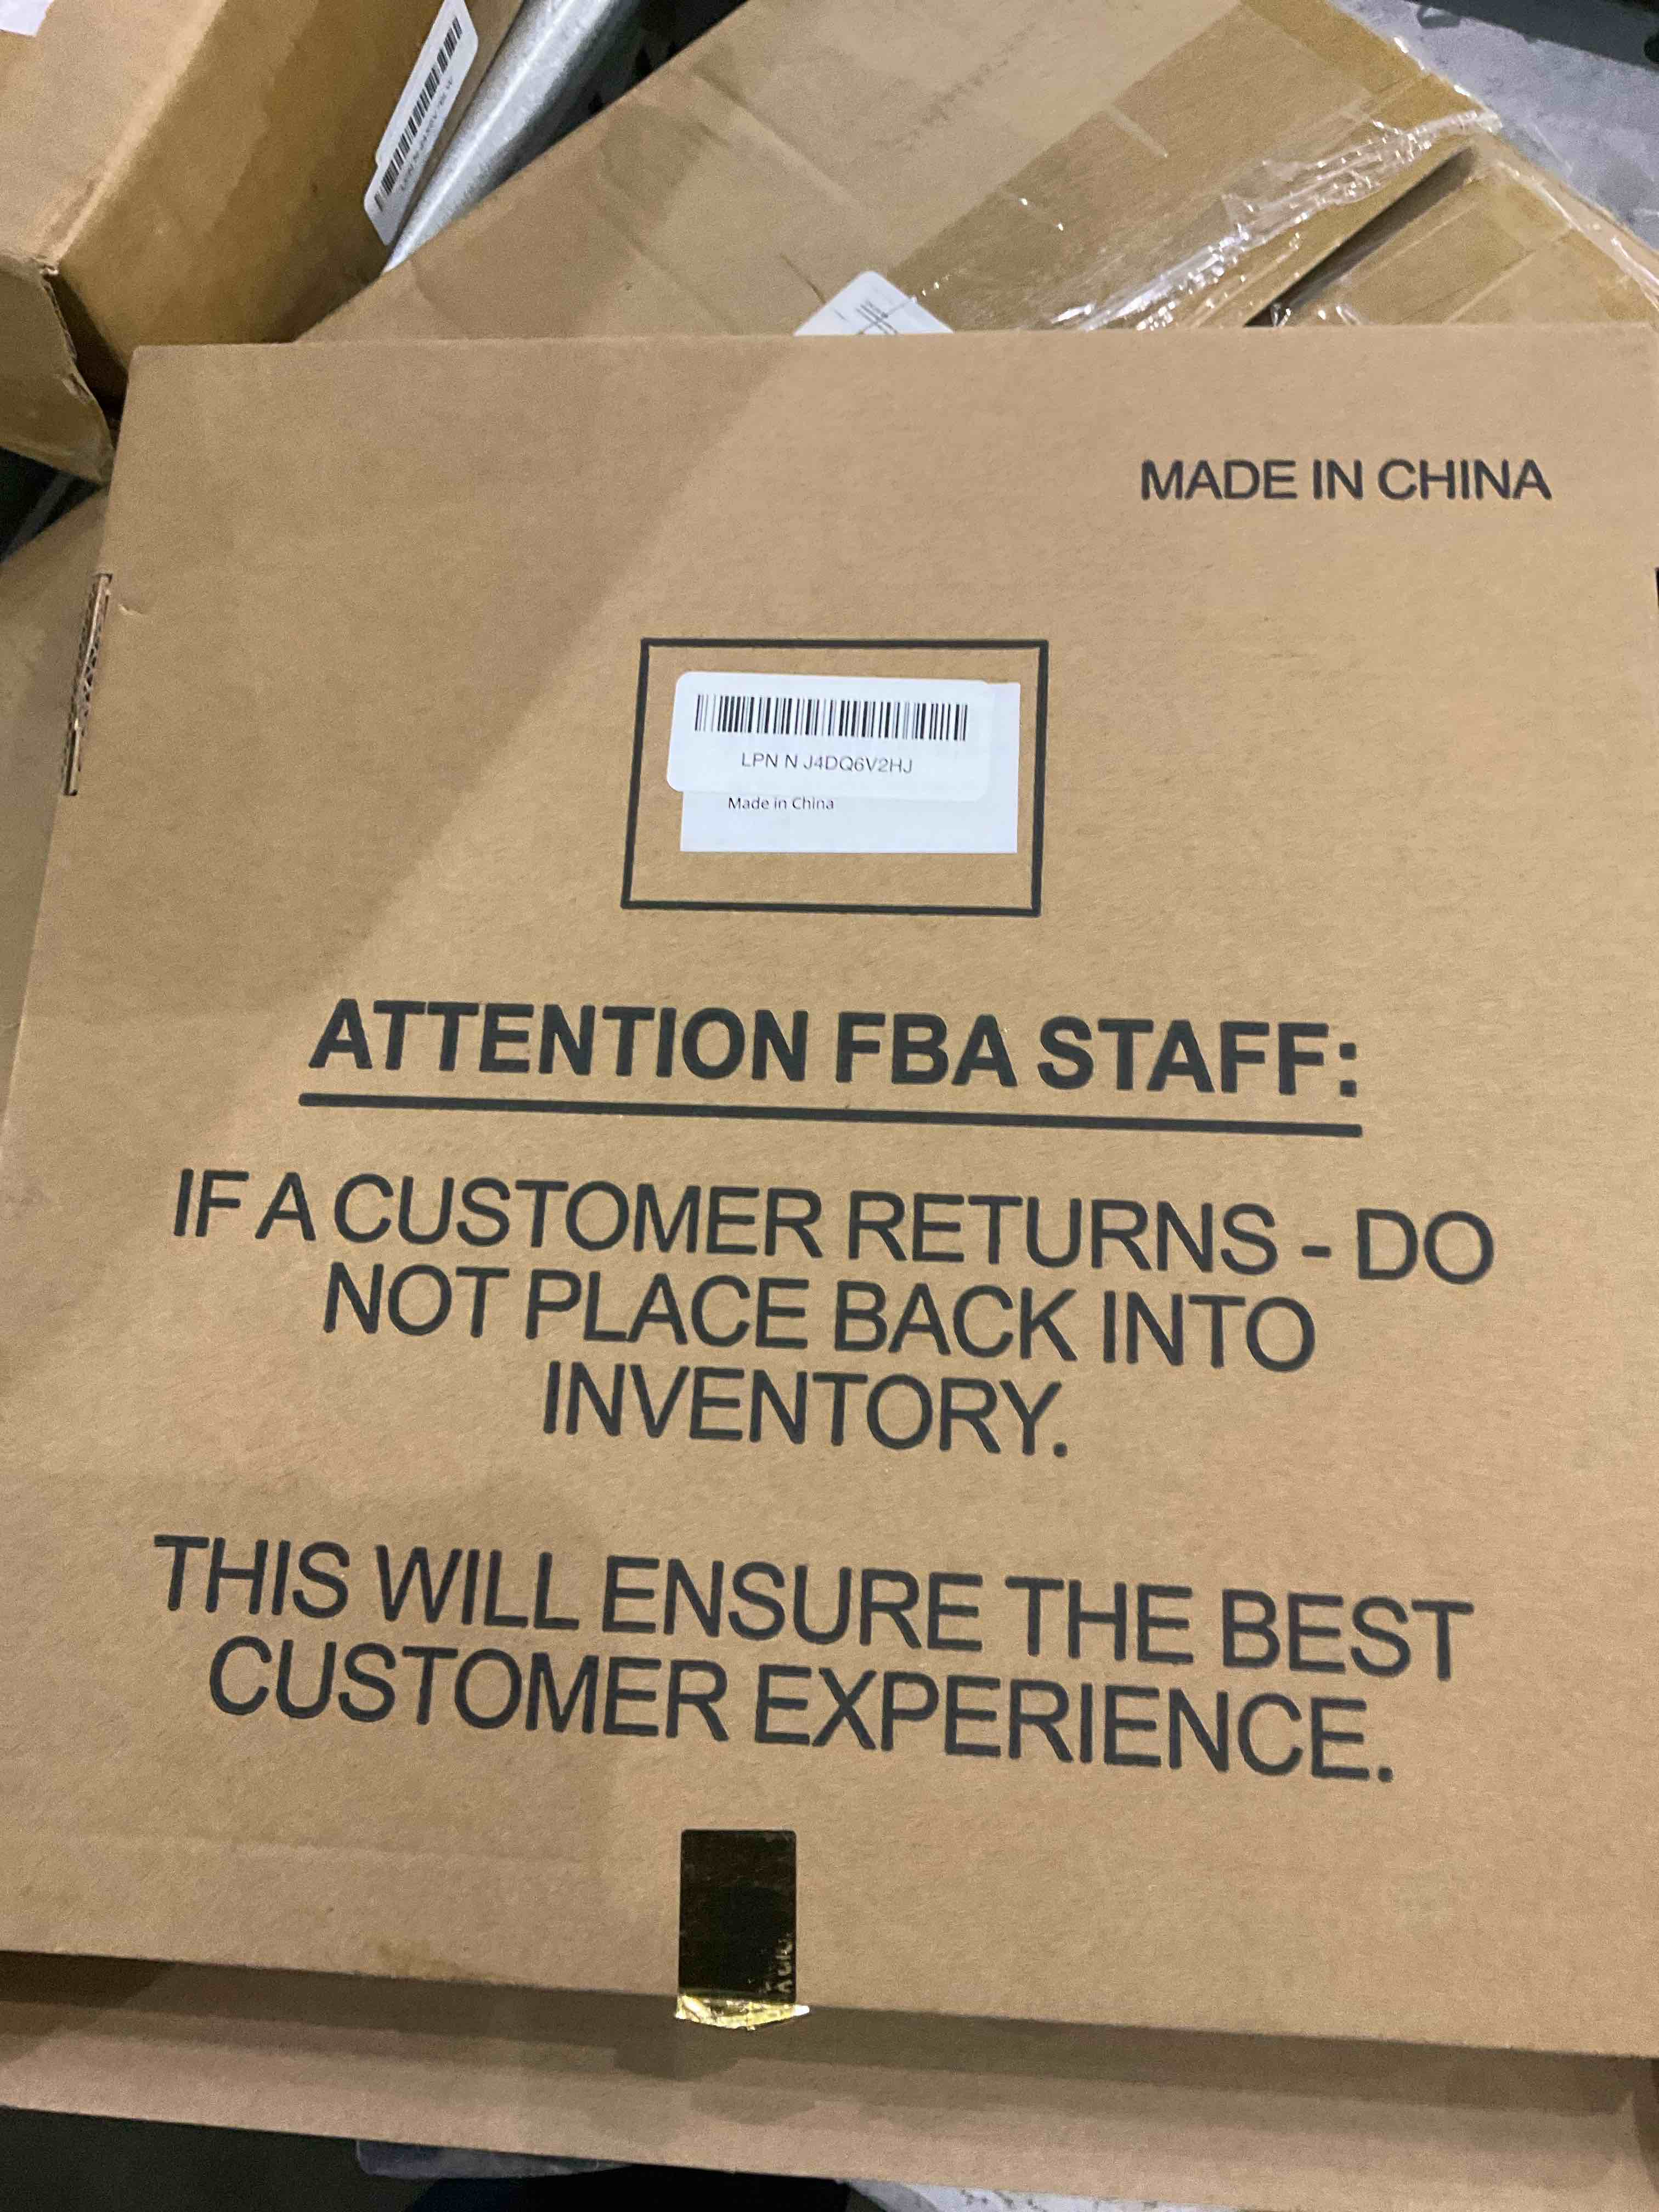 MADE IN CHINA
LPN N J4DQ6V2HJ
Made in China
ATTENTION FBA STAFF:
IF A CUSTOMER RETURNS - DO
NOT PLACE BACK INTO
INVENTORY.
THIS WILL ENSURE THE BEST
CUSTOMER EXPERIENCE.